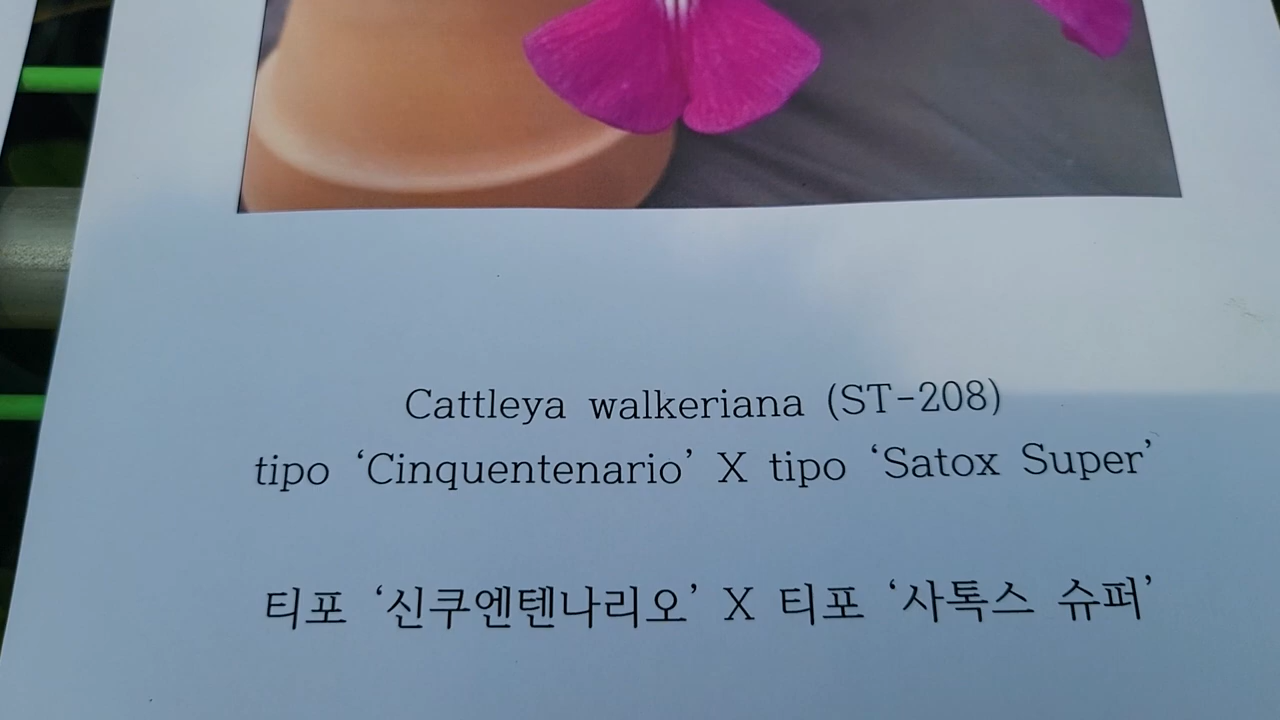 Cattleya walkeriana (ST-208)
tipo ‘Cinquentenario’ X tipo ‘Satox Super’
티포 ‘신쿠엔텐나리오’ X 티포 ‘사톡스 슈퍼’